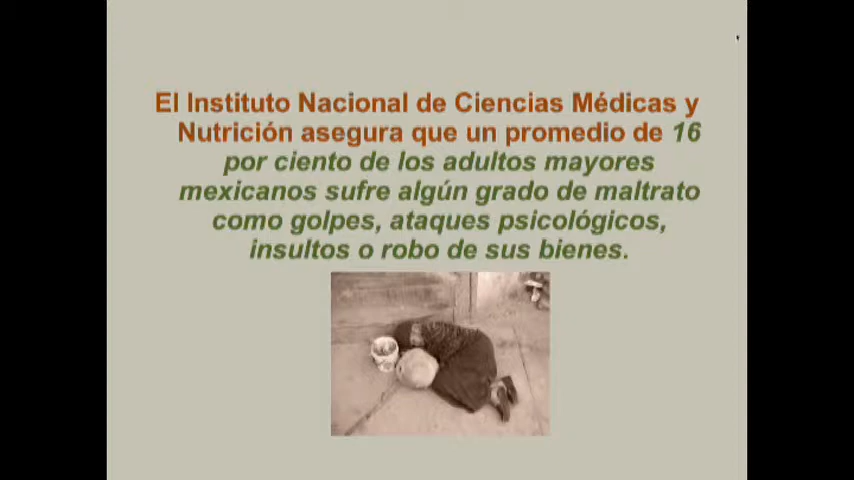 El Instituto Nacional de Ciencias Médicas y
Nutrición asegura que un promedio de 16
por ciento de los adultos mayores
mexicanos sufre algún grado de maltrato
como golpes, ataques psicológicos,
insultos o robo de sus bienes.